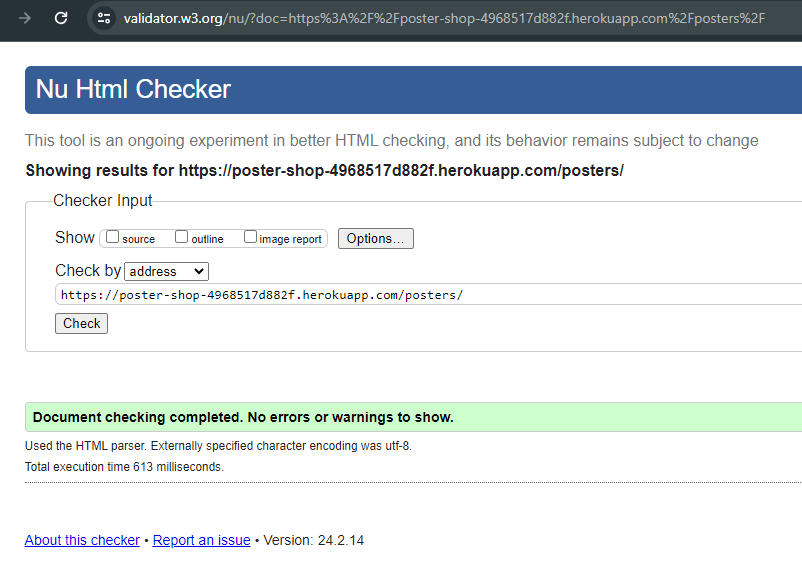 validator.w3.org/nu/?doc=https%3A%2F%2Fposter-shop-4968517d882f.herokuapp.com%2Fposters%2F
Nu Html Checker
This tool is an ongoing experiment in better HTML checking, and its behavior remains subject to change
Showing results for https://poster-shop-4968517d882f.herokuapp.com/posters/
Checker Input
Show source outline image report Options...
Check by address
https://poster-shop-4968517d882f.herokuapp.com/posters/
Check
Document checking completed. No errors or warnings to show.
Used the HTML parser. Externally specified character encoding was utf-8.
Total execution time 613 milliseconds.
About this checker • Report an issue • Version: 24.2.14